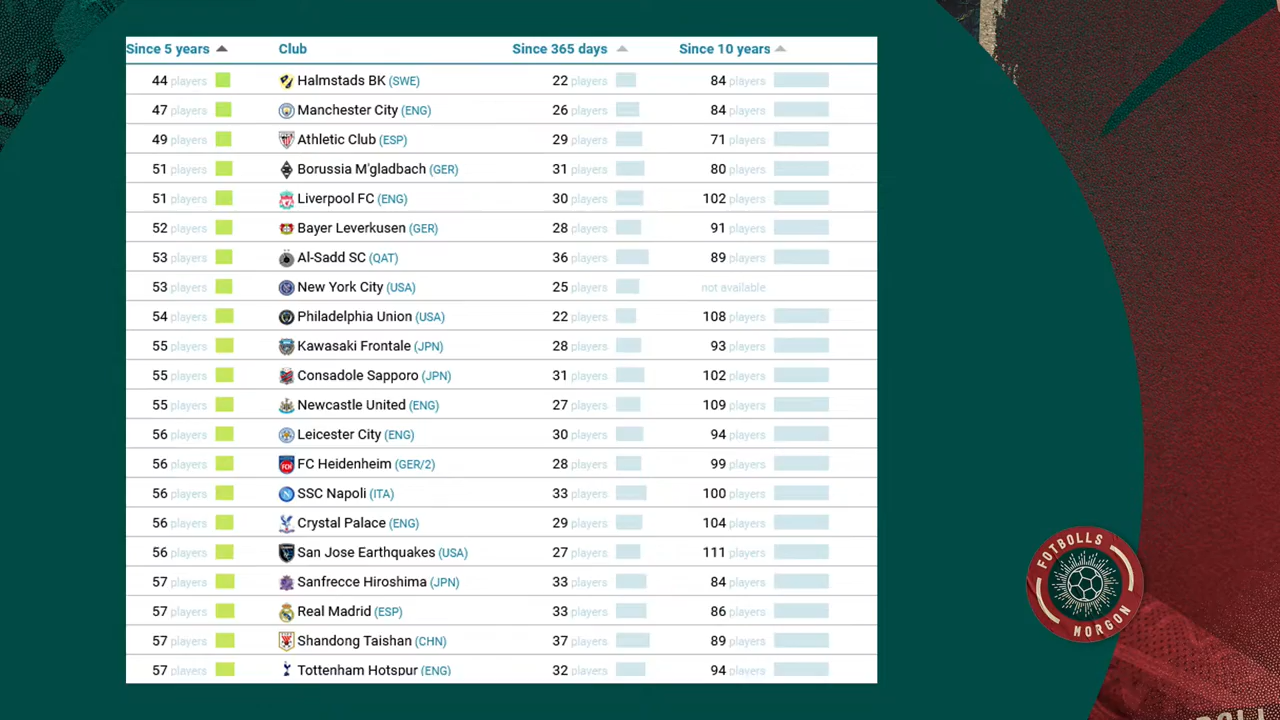 Since 5 years Club Since 365 days Since 10 years
44 players Halmstads BK (SWE) 22 players 84 players
47 players Manchester City (ENG) 26 players 84 players
49 players Athletic Club (ESP) 29 players 71 players
51 players Borussia M'gladbach (GER) 31 players 80 players
51 players Liverpool FC (ENG) 30 players 102 players
52 players Bayer Leverkusen (GER) 28 players 91 players
53 players Al-Sadd SC (QAT) 36 players 89 players
53 players New York City (USA) 25 players not available
54 players Philadelphia Union (USA) 22 players 108 players
55 players Kawasaki Frontale (JPN) 28 players 93 players
55 players Consadole Sapporo (JPN) 31 players 102 players
55 players Newcastle United (ENG) 27 players 109 players
56 players Leicester City (ENG) 30 players 94 players
56 players FC Heidenheim (GER/2) 28 players 99 players
56 players SSC Napoli (ITA) 33 players 100 players
56 players Crystal Palace (ENG) 29 players 104 players
56 players San Jose Earthquakes (USA) 27 players 111 players
57 players Sanfrecce Hiroshima (JPN) 33 players 84 players
57 players Real Madrid (ESP) 33 players 86 players
57 players Shandong Taishan (CHN) 37 players 89 players
57 players Tottenham Hotspur (ENG) 32 players 94 players
FOTBOLLS
MORGON